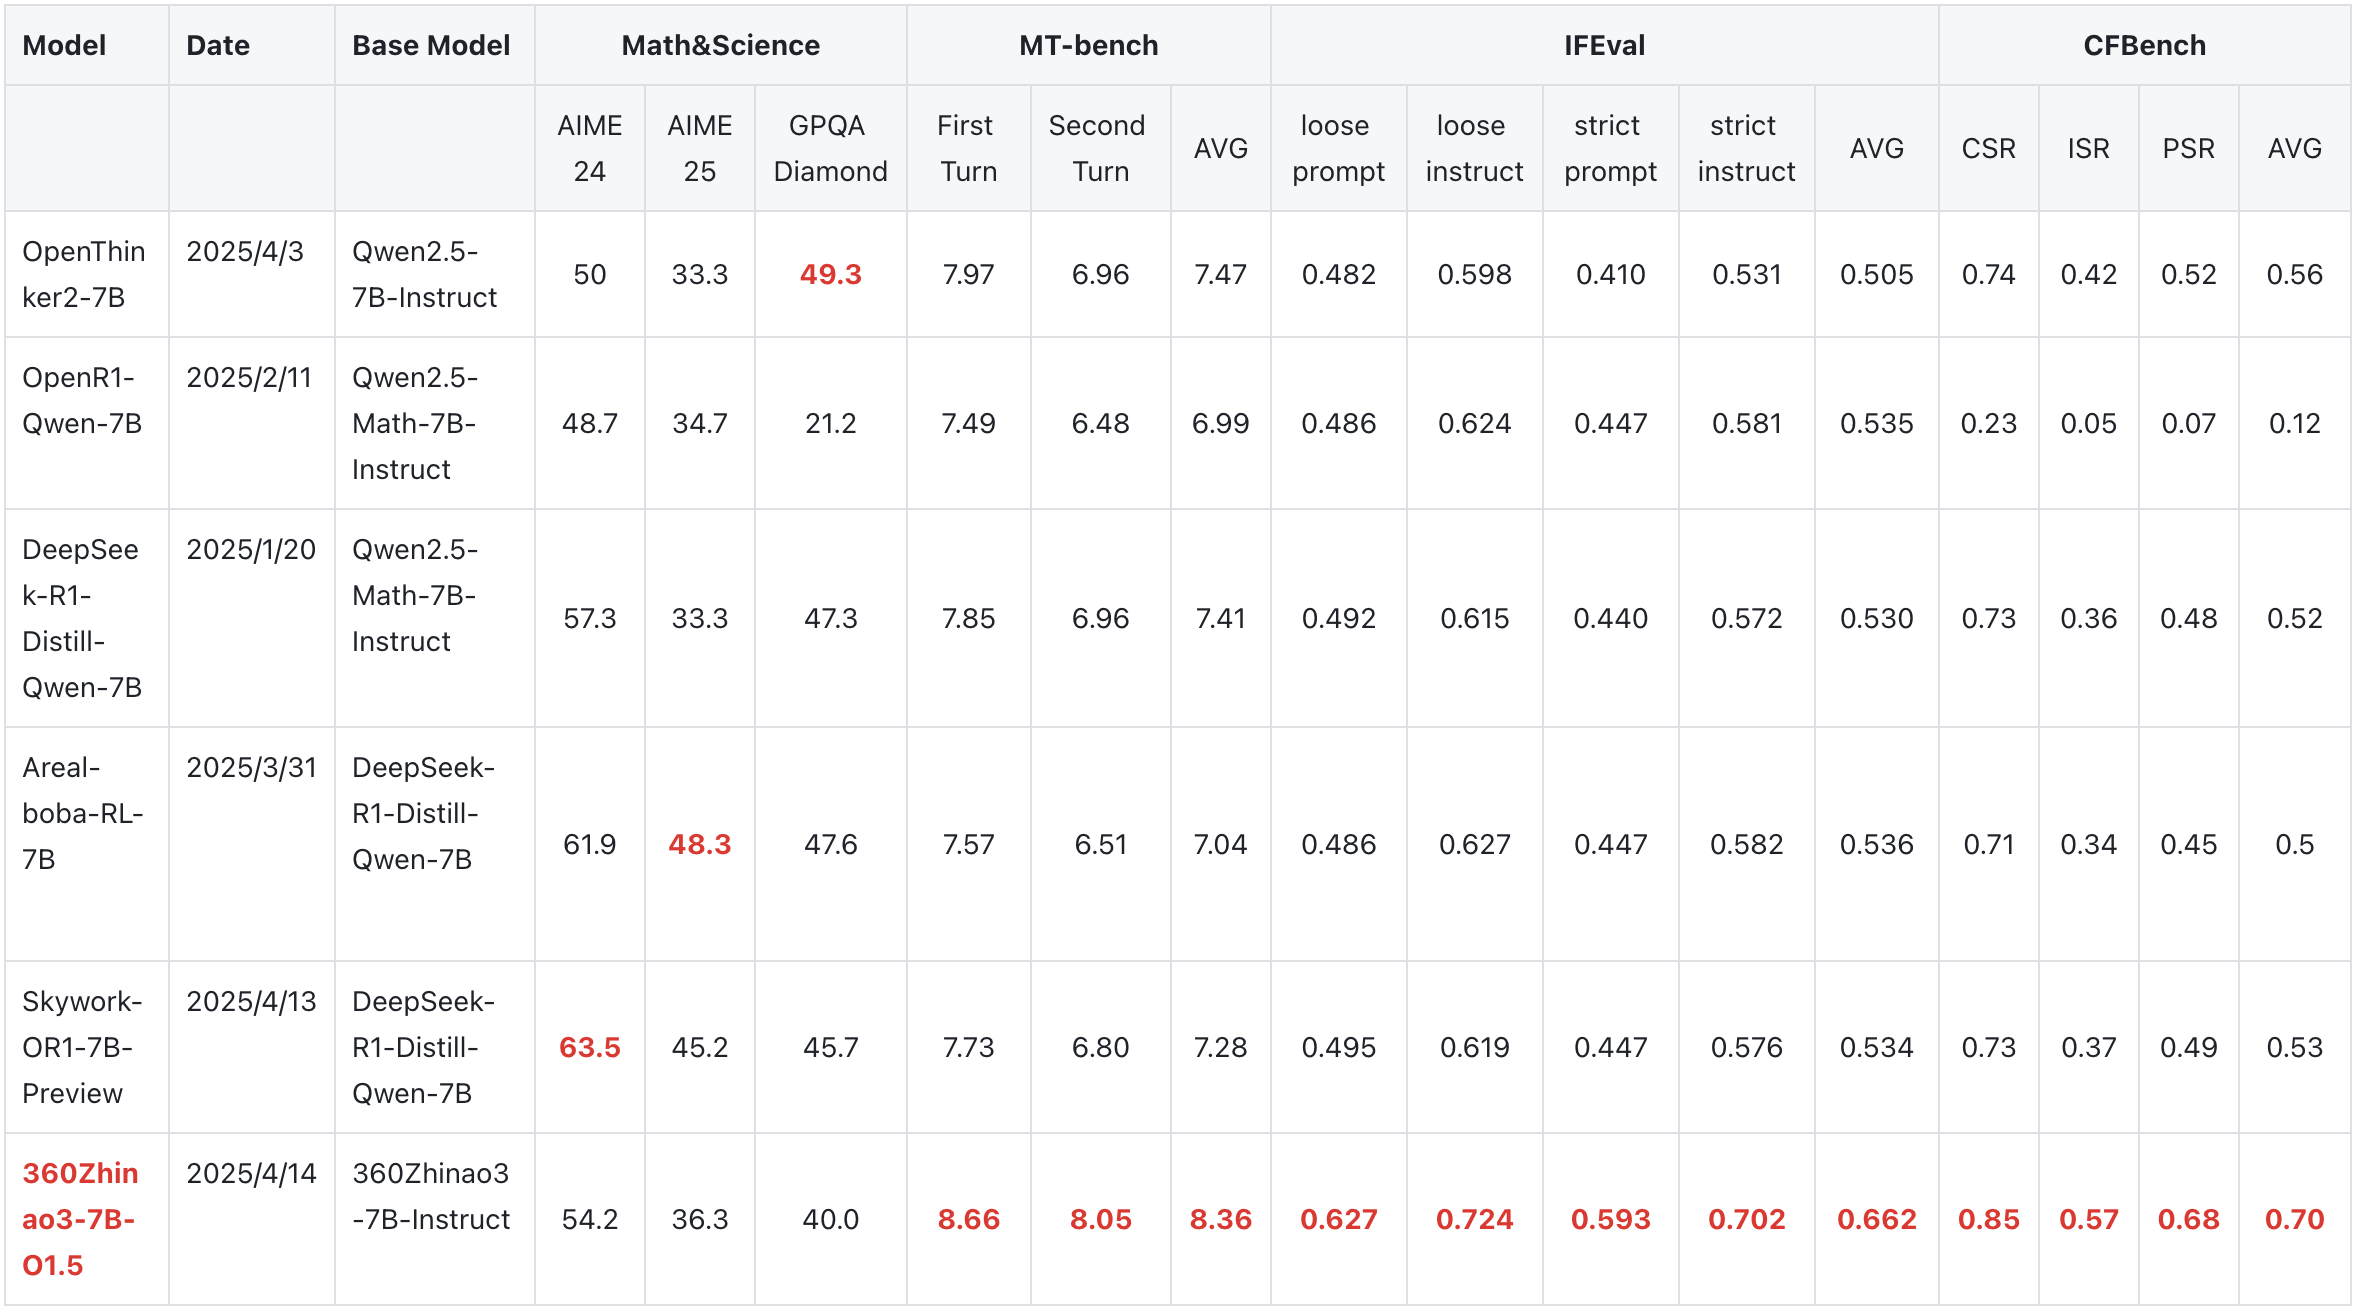 Model Date Base Model Math&Science MT-bench IFEval CFBench
AIME 24 AIME 25 GPQA Diamond First Turn Second Turn AVG loose prompt loose instruct strict prompt strict instruct AVG CSR ISR PSR AVG
OpenThinker2-7B 2025/4/3 Qwen2.5-7B-Instruct 50 33.3 49.3 7.97 6.96 7.47 0.482 0.598 0.410 0.531 0.505 0.74 0.42 0.52 0.56
OpenR1-Qwen-7B 2025/2/11 Qwen2.5-Math-7B-Instruct 48.7 34.7 21.2 7.49 6.48 6.99 0.486 0.624 0.447 0.581 0.535 0.23 0.05 0.07 0.12
DeepSeek-R1-Distill-Qwen-7B 2025/1/20 Qwen2.5-Math-7B-Instruct 57.3 33.3 47.3 7.85 6.96 7.41 0.492 0.615 0.440 0.572 0.530 0.73 0.36 0.48 0.52
Areal-boba-RL-7B 2025/3/31 DeepSeek-R1-Distill-Qwen-7B 61.9 48.3 47.6 7.57 6.51 7.04 0.486 0.627 0.447 0.582 0.536 0.71 0.34 0.45 0.5
Skywork-OR1-7B-Preview 2025/4/13 DeepSeek-R1-Distill-Qwen-7B 63.5 45.2 45.7 7.73 6.80 7.28 0.495 0.619 0.447 0.576 0.534 0.73 0.37 0.49 0.53
360Zhinao3-7B-O1.5 2025/4/14 360Zhinao3-7B-Instruct 54.2 36.3 40.0 8.66 8.05 8.36 0.627 0.724 0.593 0.702 0.662 0.85 0.57 0.68 0.70